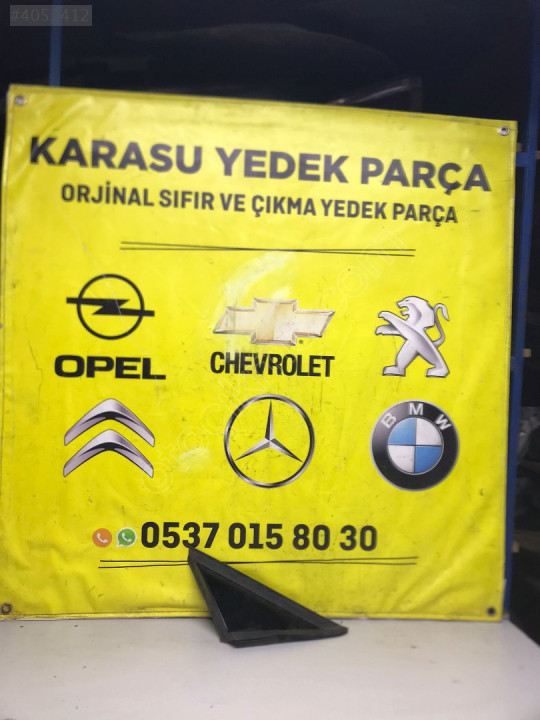 KARASU YEDEK PARÇA
ORJİNAL SIFIR VE ÇIKMA YEDEK PARÇA
OPEL
CHEVROLET
BMW
0537 015 80 30